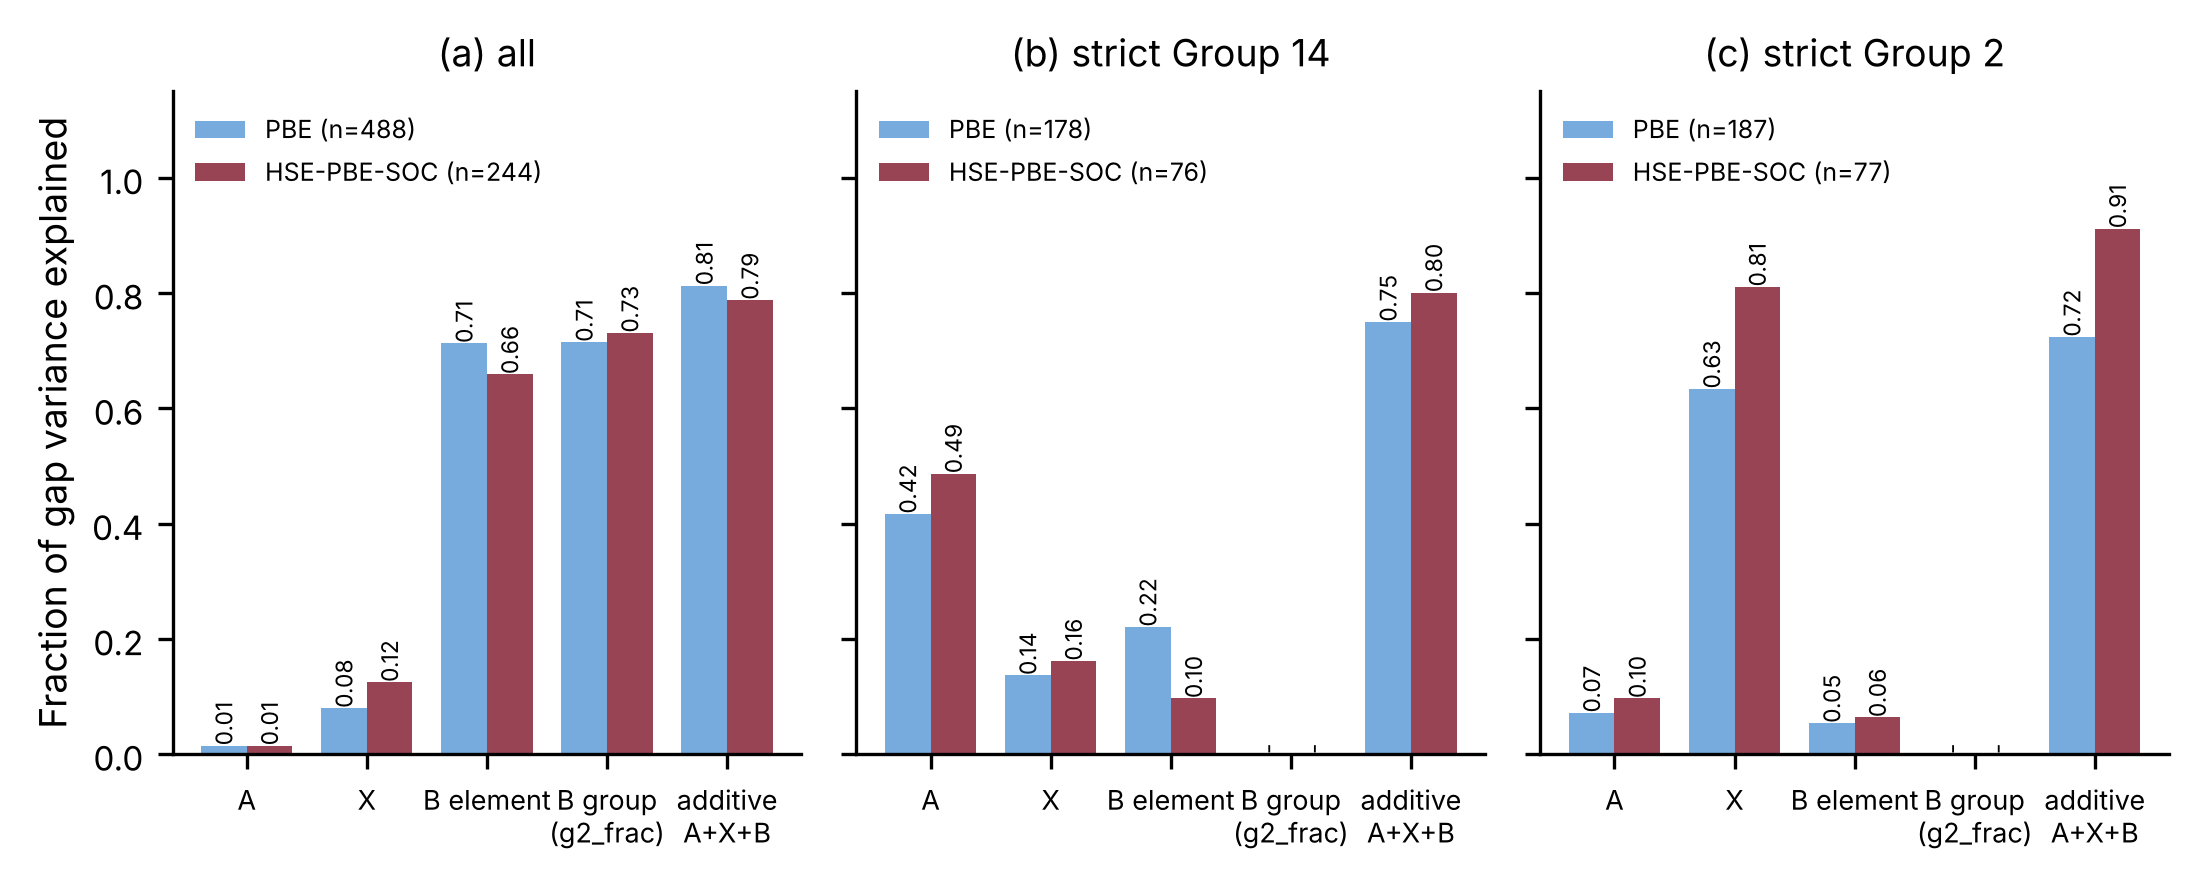 (a) all
(b) strict Group 14
(c) strict Group 2
Fraction of gap variance explained
1.0
0.8
0.6
0.4
0.2
0.0
PBE (n=488)
HSE-PBE-SOC (n=244)
0.01
0.01
0.08
0.12
0.71
0.66
0.71
0.73
0.81
0.79
A
X
B element
B group
(g2_frac)
additive
A+X+B
PBE (n=178)
HSE-PBE-SOC (n=76)
0.42
0.49
0.14
0.16
0.22
0.10
0.75
0.80
A
X
B element
B group
(g2_frac)
additive
A+X+B
PBE (n=187)
HSE-PBE-SOC (n=77)
0.07
0.10
0.63
0.81
0.05
0.06
0.72
0.91
A
X
B element
B group
(g2_frac)
additive
A+X+B